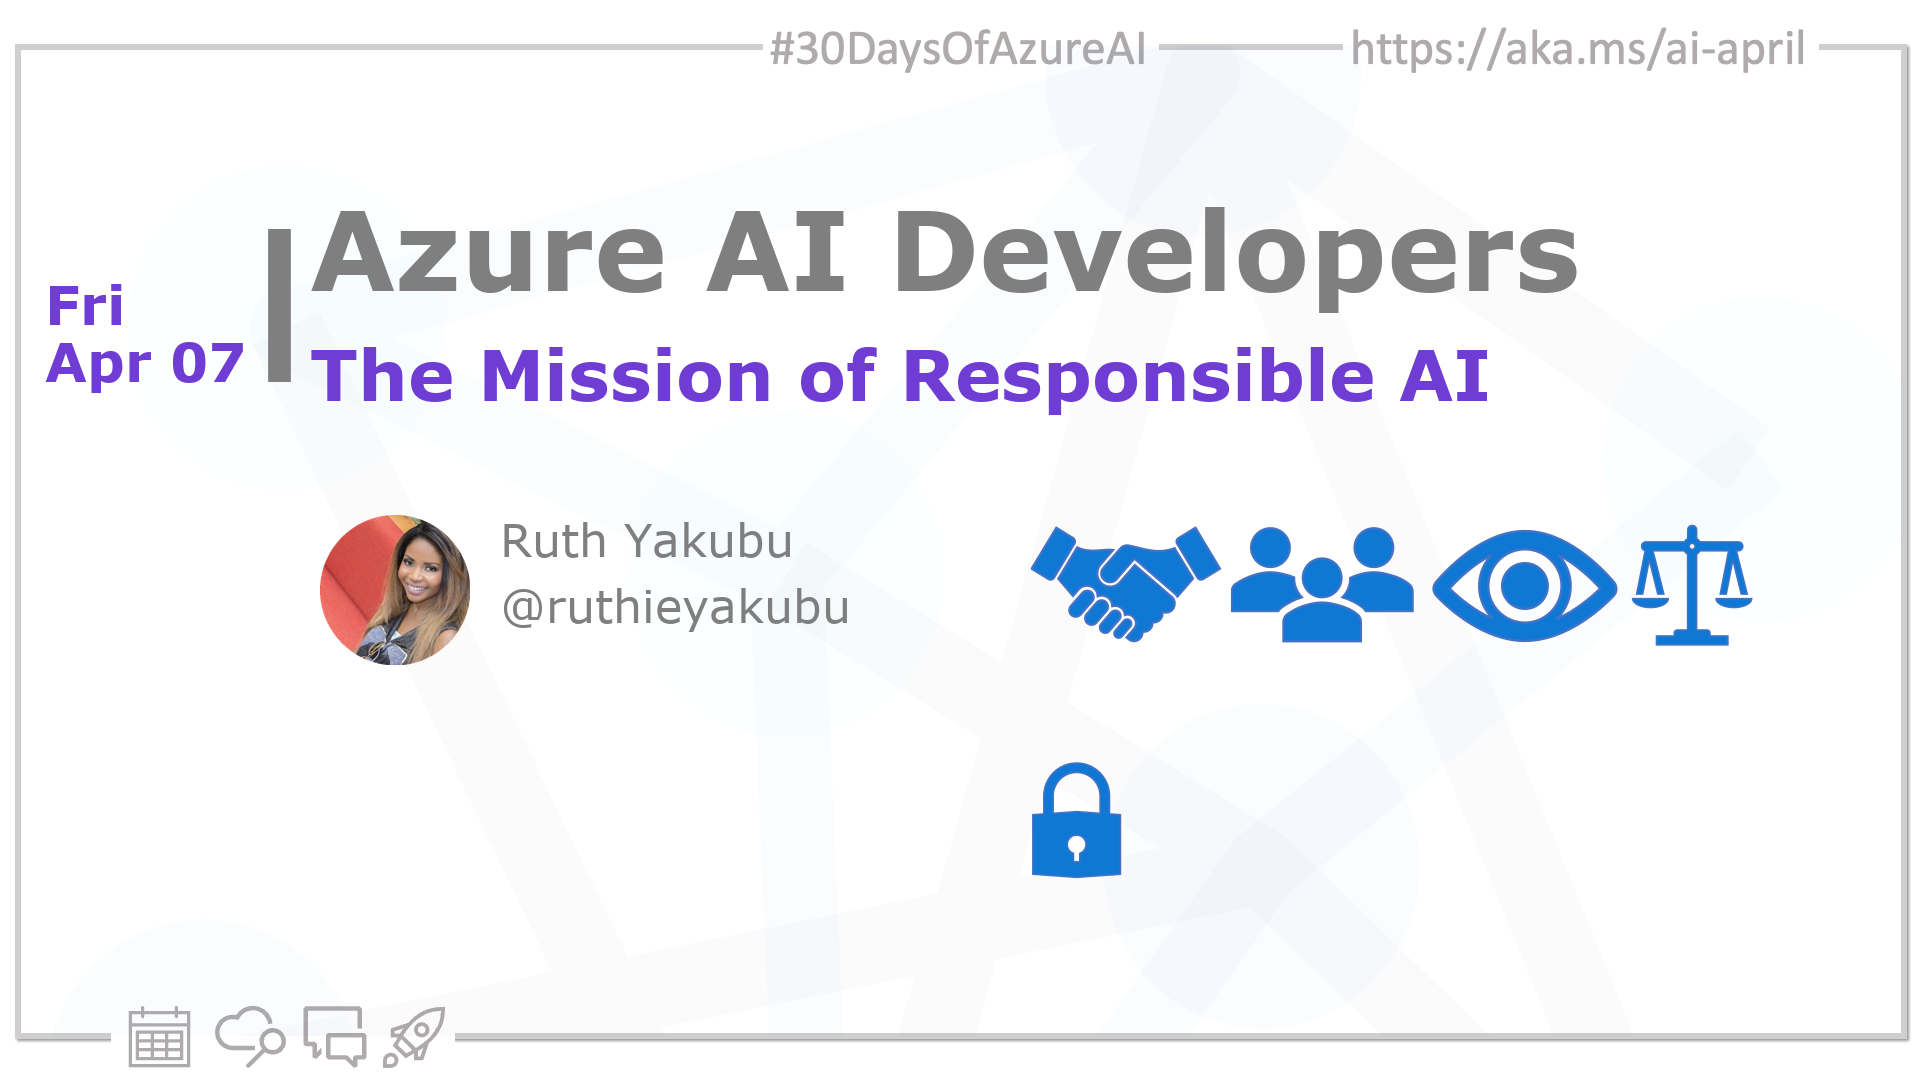 #30DaysOfAzureAI https://aka.ms/ai-april
Azure AI Developers
Fri
Apr 07
The Mission of Responsible AI
Ruth Yakubu
@ruthieyakubu